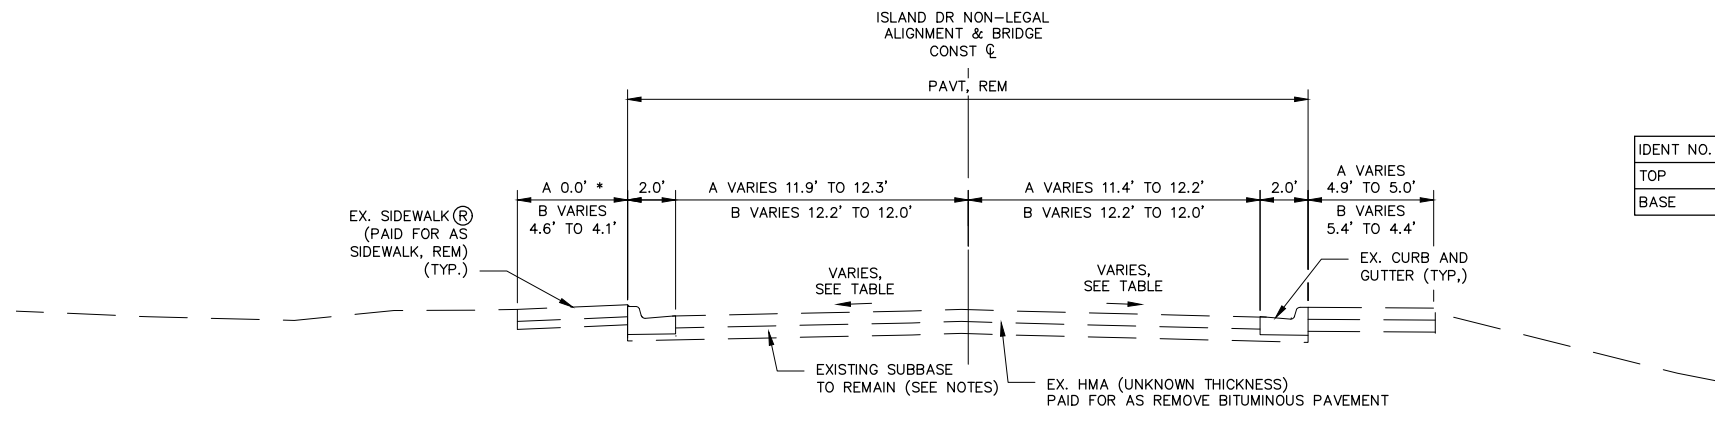 ISLAND DR NON-LEGAL
ALIGNMENT & BRIDGE
CONST ℄
PAVT, REM
IDENT NO.
TOP
BASE
A 0.0' *
B VARIES
4.6' TO 4.1'
2.0'
A VARIES 11.9' TO 12.3'
B VARIES 12.2' TO 12.0'
A VARIES 11.4' TO 12.2'
B VARIES 12.2' TO 12.0'
2.0'
A VARIES
4.9' TO 5.0'
B VARIES
5.4' TO 4.4'
EX. SIDEWALK Ⓡ
(PAID FOR AS
SIDEWALK, REM)
(TYP.)
VARIES,
SEE TABLE
VARIES,
SEE TABLE
EX. CURB AND
GUTTER (TYP,)
EXISTING SUBBASE
TO REMAIN (SEE NOTES)
EX. HMA (UNKNOWN THICKNESS)
PAID FOR AS REMOVE BITUMINOUS PAVEMENT